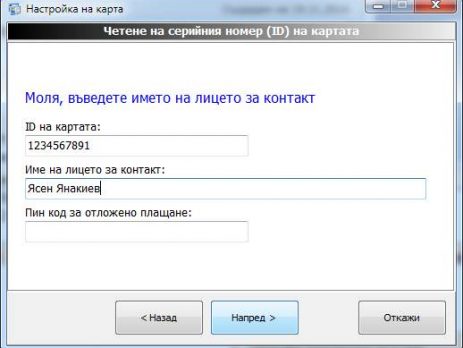 Настройка на карта
Четене на серийния номер (ID) на картата
Моля, въведете името на лицето за контакт
ID на картата:
1234567891
Име на лицето за контакт:
Ясен Янакиев
Пин код за отложено плащане:
< Назад
Напред >
Откажи